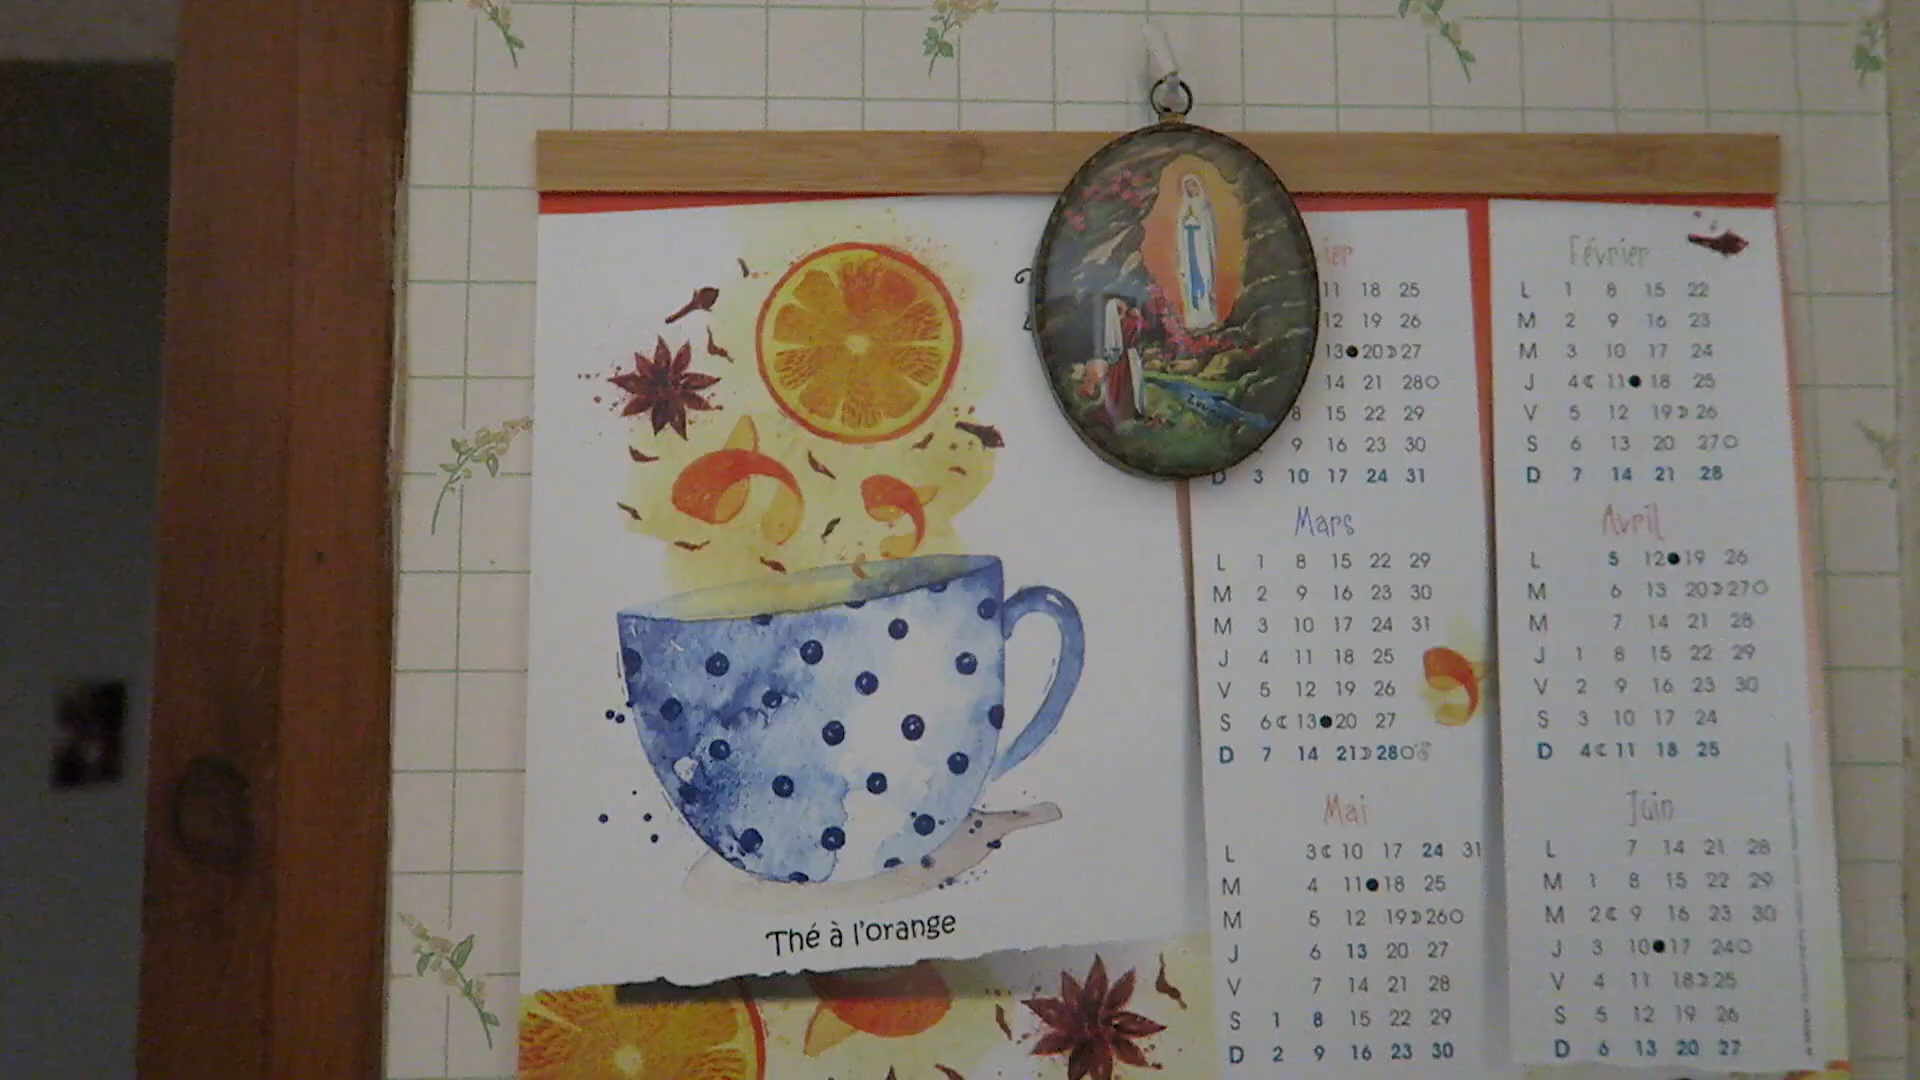 Thé à l'orange
ier
11 18 25
12 19 26
13 20 27
14 21 28
8 15 22 29
9 16 23 30
D 3 10 17 24 31
Février
L 1 8 15 22
M 2 9 16 23
M 3 10 17 24
J 4 11 18 25
V 5 12 19 26
S 6 13 20 27
D 7 14 21 28
Mars
L 1 8 15 22 29
M 2 9 16 23 30
M 3 10 17 24 31
J 4 11 18 25
V 5 12 19 26
S 6 13 20 27
D 7 14 21 28
Avril
L 5 12 19 26
M 6 13 20 27
M 7 14 21 28
J 1 8 15 22 29
V 2 9 16 23 30
S 3 10 17 24
D 4 11 18 25
Mai
L 3 10 17 24 31
M 4 11 18 25
M 5 12 19 26
J 6 13 20 27
V 7 14 21 28
S 1 8 15 22 29
D 2 9 16 23 30
Juin
L 7 14 21 28
M 1 8 15 22 29
M 2 9 16 23 30
J 3 10 17 24
V 4 11 18 25
S 5 12 19 26
D 6 13 20 27